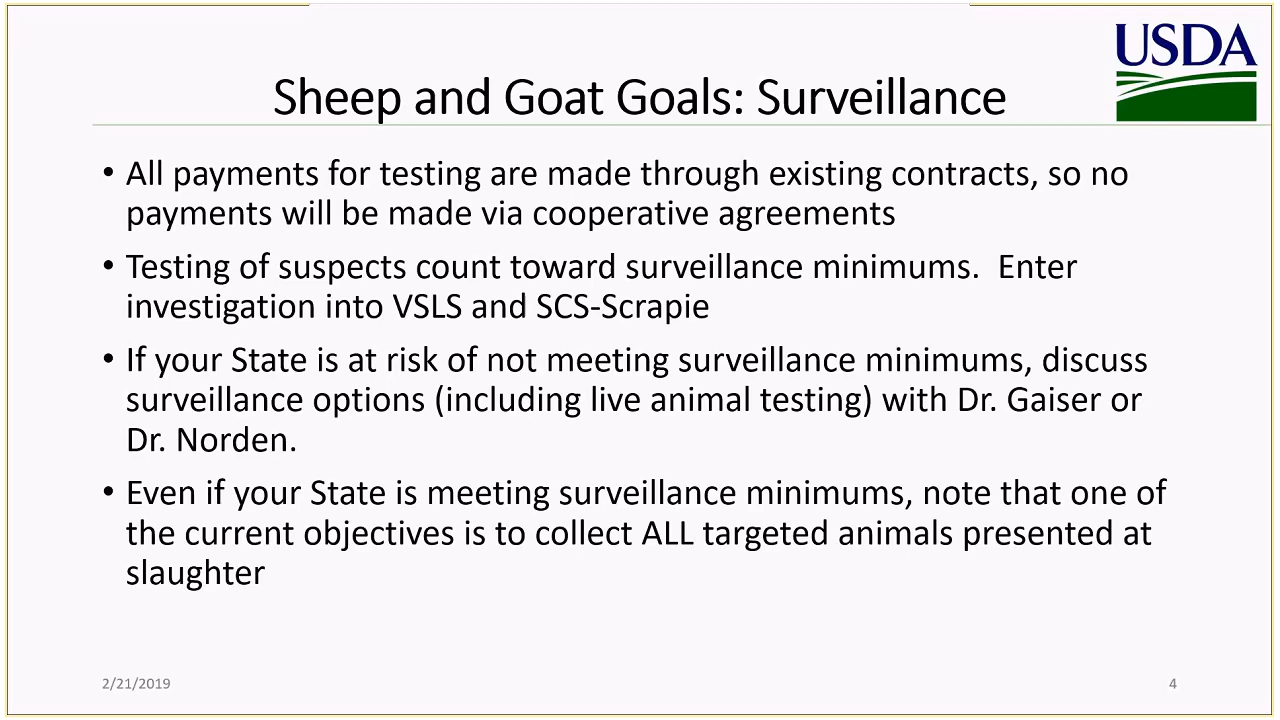 USDA
Sheep and Goat Goals: Surveillance
• All payments for testing are made through existing contracts, so no
payments will be made via cooperative agreements
• Testing of suspects count toward surveillance minimums.  Enter
investigation into VSLS and SCS-Scrapie
• If your State is at risk of not meeting surveillance minimums, discuss
surveillance options (including live animal testing) with Dr. Gaiser or
Dr. Norden.
• Even if your State is meeting surveillance minimums, note that one of
the current objectives is to collect ALL targeted animals presented at
slaughter
2/21/2019
4